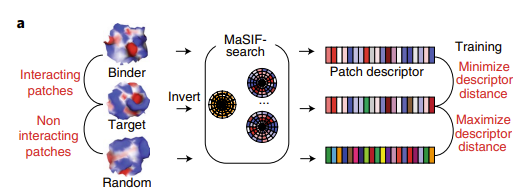 a
Binder
Interacting
patches
Target
Non
interacting
patches
Random
Invert
MaSIF-
search
...
Patch descriptor
Training
Minimize
descriptor
distance
Maximize
descriptor
distance